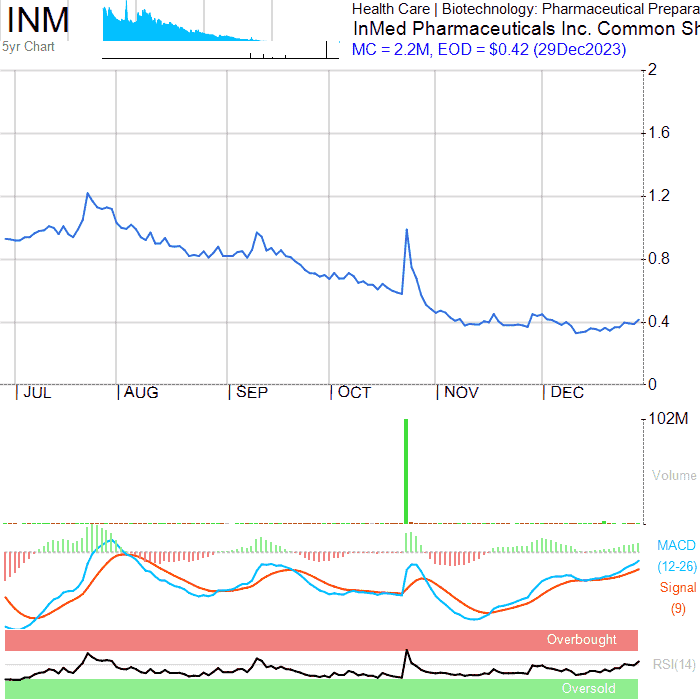 INM
5yr Chart
Health Care | Biotechnology: Pharmaceutical Prepara
InMed Pharmaceuticals Inc. Common Sh
MC = 2.2M, EOD = $0.42 (29Dec2023)
2
1.6
1.2
0.8
0.4
0
JUL AUG SEP OCT NOV DEC
102M
Volume
MACD
(12-26)
Signal
(9)
Overbought
RSI(14)
Oversold